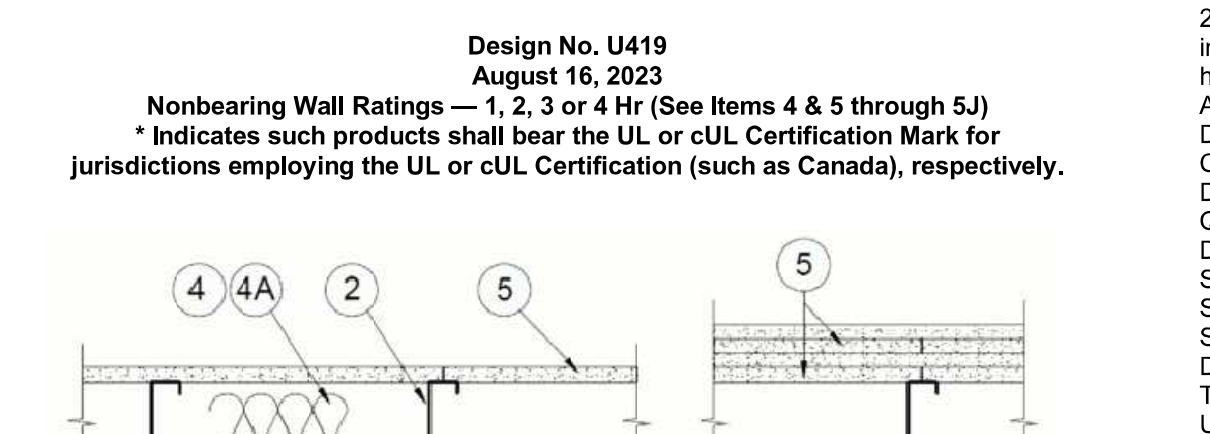 Design No. U419
August 16, 2023
Nonbearing Wall Ratings — 1, 2, 3 or 4 Hr (See Items 4 & 5 through 5J)
* Indicates such products shall bear the UL or cUL Certification Mark for
jurisdictions employing the UL or cUL Certification (such as Canada), respectively.
4 4A 2 5
5